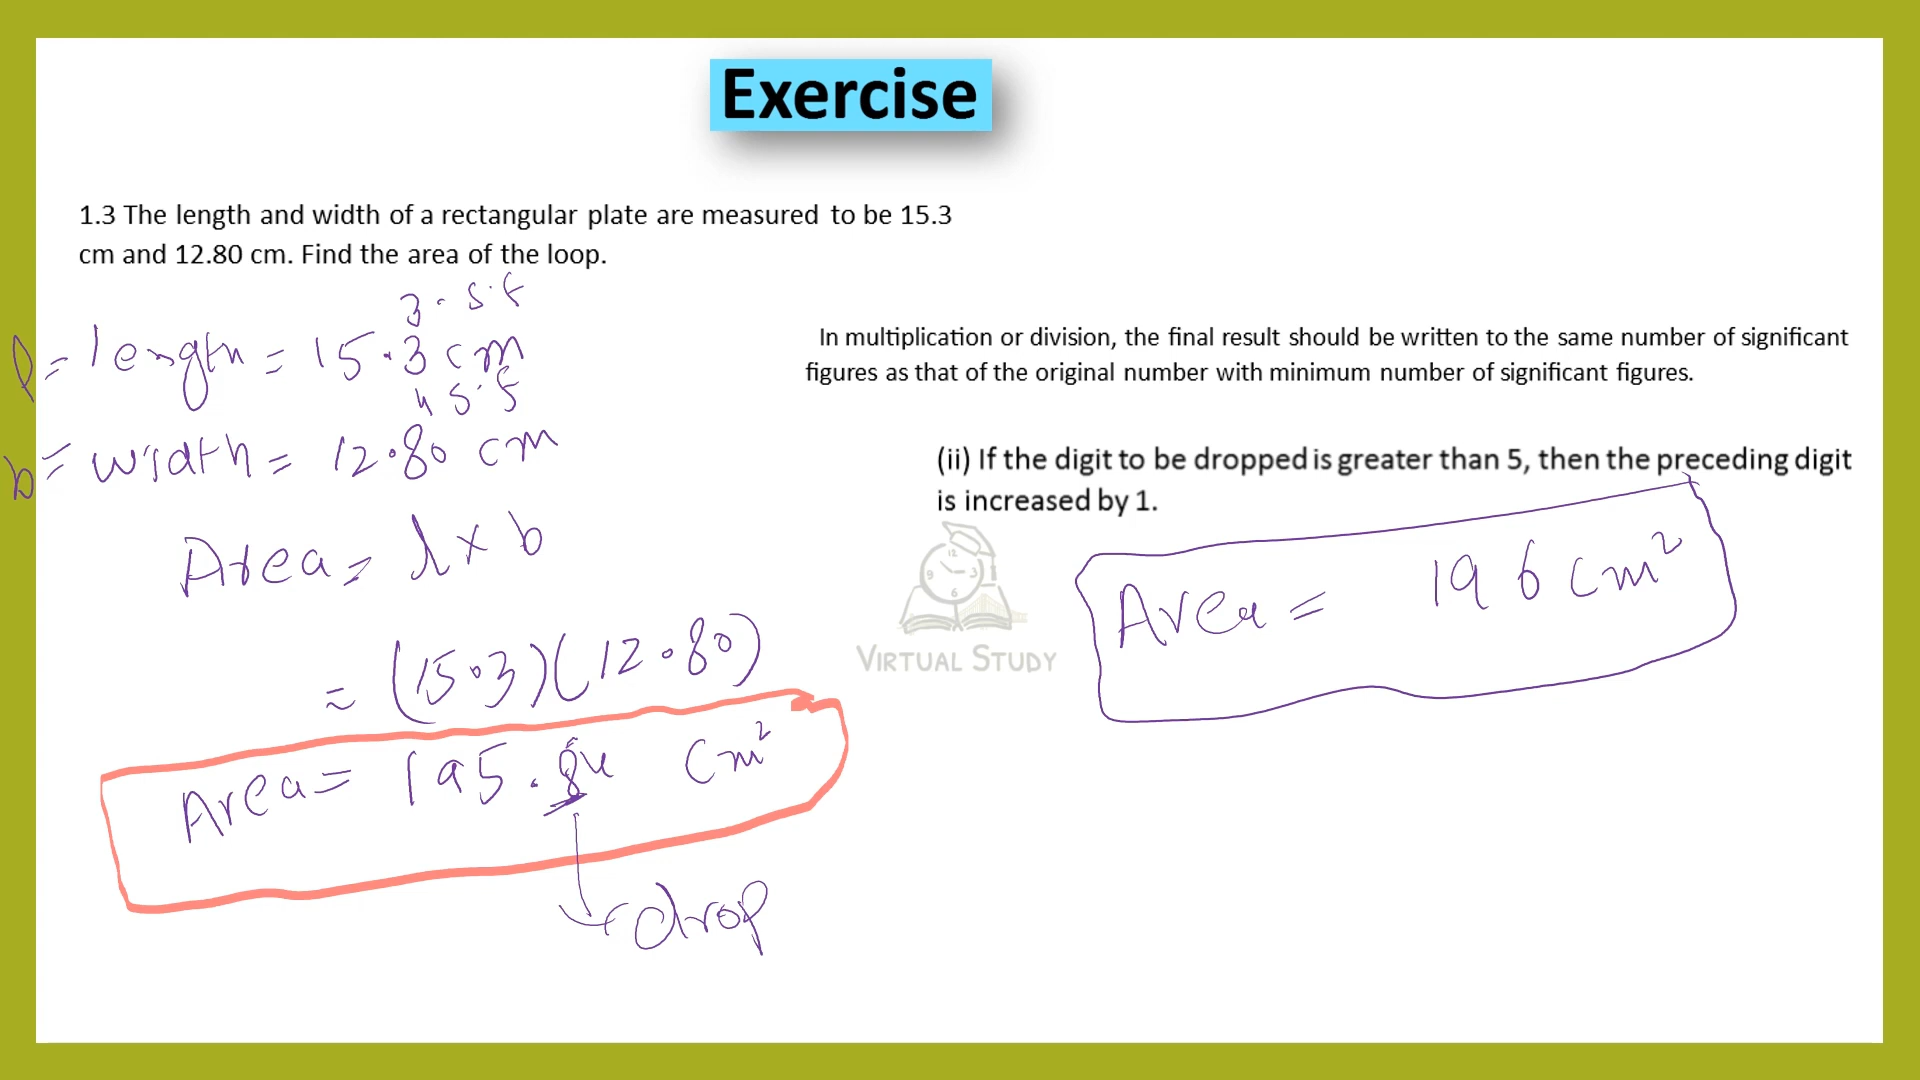 Exercise
1.3 The length and width of a rectangular plate are measured to be 15.3
cm and 12.80 cm. Find the area of the loop.
3 . s.f
l = length = 15.3 cm
4 s.f
b = width = 12.80 cm
Area = l x b
= (15.3)(12.80)
Area = 195.84 cm²
drop
In multiplication or division, the final result should be written to the same number of significant
figures as that of the original number with minimum number of significant figures.
(ii) If the digit to be dropped is greater than 5, then the preceding digit
is increased by 1.
12
9 3
6
VIRTUAL STUDY
Area = 196 cm²